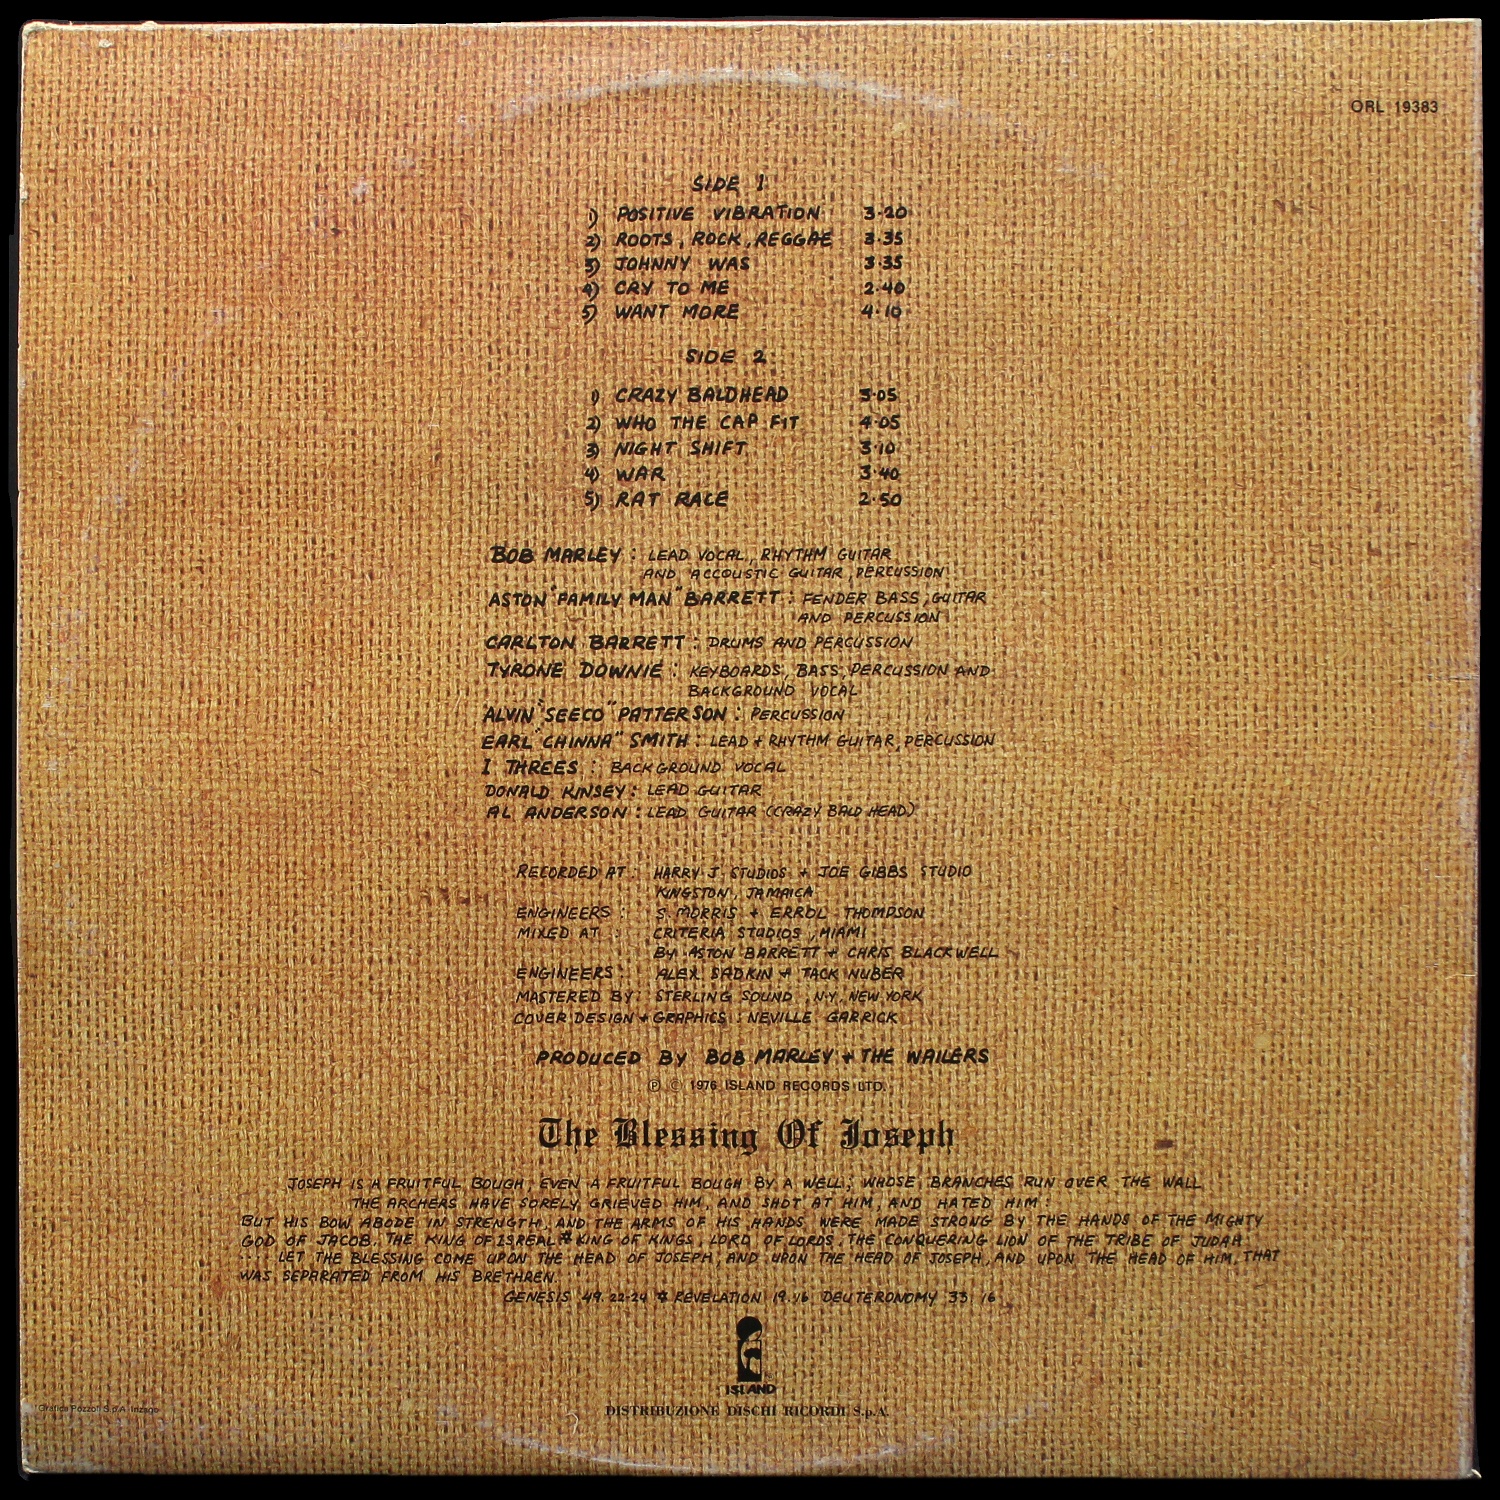 ORL 19383
SIDE 1
1) POSITIVE VIBRATION 3·20
2) ROOTS, ROCK, REGGAE 3·35
3) JOHNNY WAS 3·35
4) CRY TO ME 2·40
5) WANT MORE 4·10
SIDE 2
1) CRAZY BALDHEAD 3·05
2) WHO THE CAP FIT 4·05
3) NIGHT SHIFT 3·10
4) WAR 3·40
5) RAT RACE 2·50
BOB MARLEY : LEAD VOCAL, RHYTHM GUITAR
AND ACCOUSTIC GUITAR, PERCUSSION
ASTON "FAMILY MAN" BARRETT : FENDER BASS, GUITAR
AND PERCUSSION
CARLTON BARRETT : DRUMS AND PERCUSSION
TYRONE DOWNIE : KEYBOARDS, BASS, PERCUSSION AND
BACKGROUND VOCAL
ALVIN "SEECO" PATTERSON : PERCUSSION
EARL "CHINNA" SMITH : LEAD + RHYTHM GUITAR, PERCUSSION
I THREES : BACKGROUND VOCAL
DONALD KINSEY : LEAD GUITAR
AL ANDERSON : LEAD GUITAR (CRAZY BALD HEAD)
RECORDED AT : HARRY J. STUDIOS + JOE GIBBS STUDIO
KINGSTON, JAMAICA
ENGINEERS : S. MORRIS + ERROL THOMPSON
MIXED AT : CRITERIA STUDIOS, MIAMI
BY ASTON BARRETT + CHRIS BLACKWELL
ENGINEERS : ALEX SADKIN + TACK NUBER
MASTERED BY : STERLING SOUND, N.Y. NEW YORK
COVER DESIGN + GRAPHICS : NEVILLE GARRICK
PRODUCED BY BOB MARLEY + THE WAILERS
℗ © 1976 ISLAND RECORDS LTD.
The Blessing Of Joseph
JOSEPH IS A FRUITFUL BOUGH, EVEN A FRUITFUL BOUGH BY A WELL; WHOSE BRANCHES RUN OVER THE WALL
THE ARCHERS HAVE SORELY GRIEVED HIM, AND SHOT AT HIM, AND HATED HIM :
BUT HIS BOW ABODE IN STRENGTH, AND THE ARMS OF HIS HANDS WERE MADE STRONG BY THE HANDS OF THE MIGHTY
GOD OF JACOB. THE KING OF ISREAL * KING OF KINGS, LORD OF LORDS, THE CONQUERING LION OF THE TRIBE OF JUDAH
... LET THE BLESSING COME UPON THE HEAD OF JOSEPH, AND UPON THE HEAD OF JOSEPH, AND UPON THE HEAD OF HIM, THAT
WAS SEPARATED FROM HIS BRETHREN.
GENESIS 49. 22-24 * REVELATION 19.16 DEUTERONOMY 33 16
ISLAND
DISTRIBUZIONE DISCHI RICORDI S.p.A.
Grafica Pozzoli S.p.A. Inzago